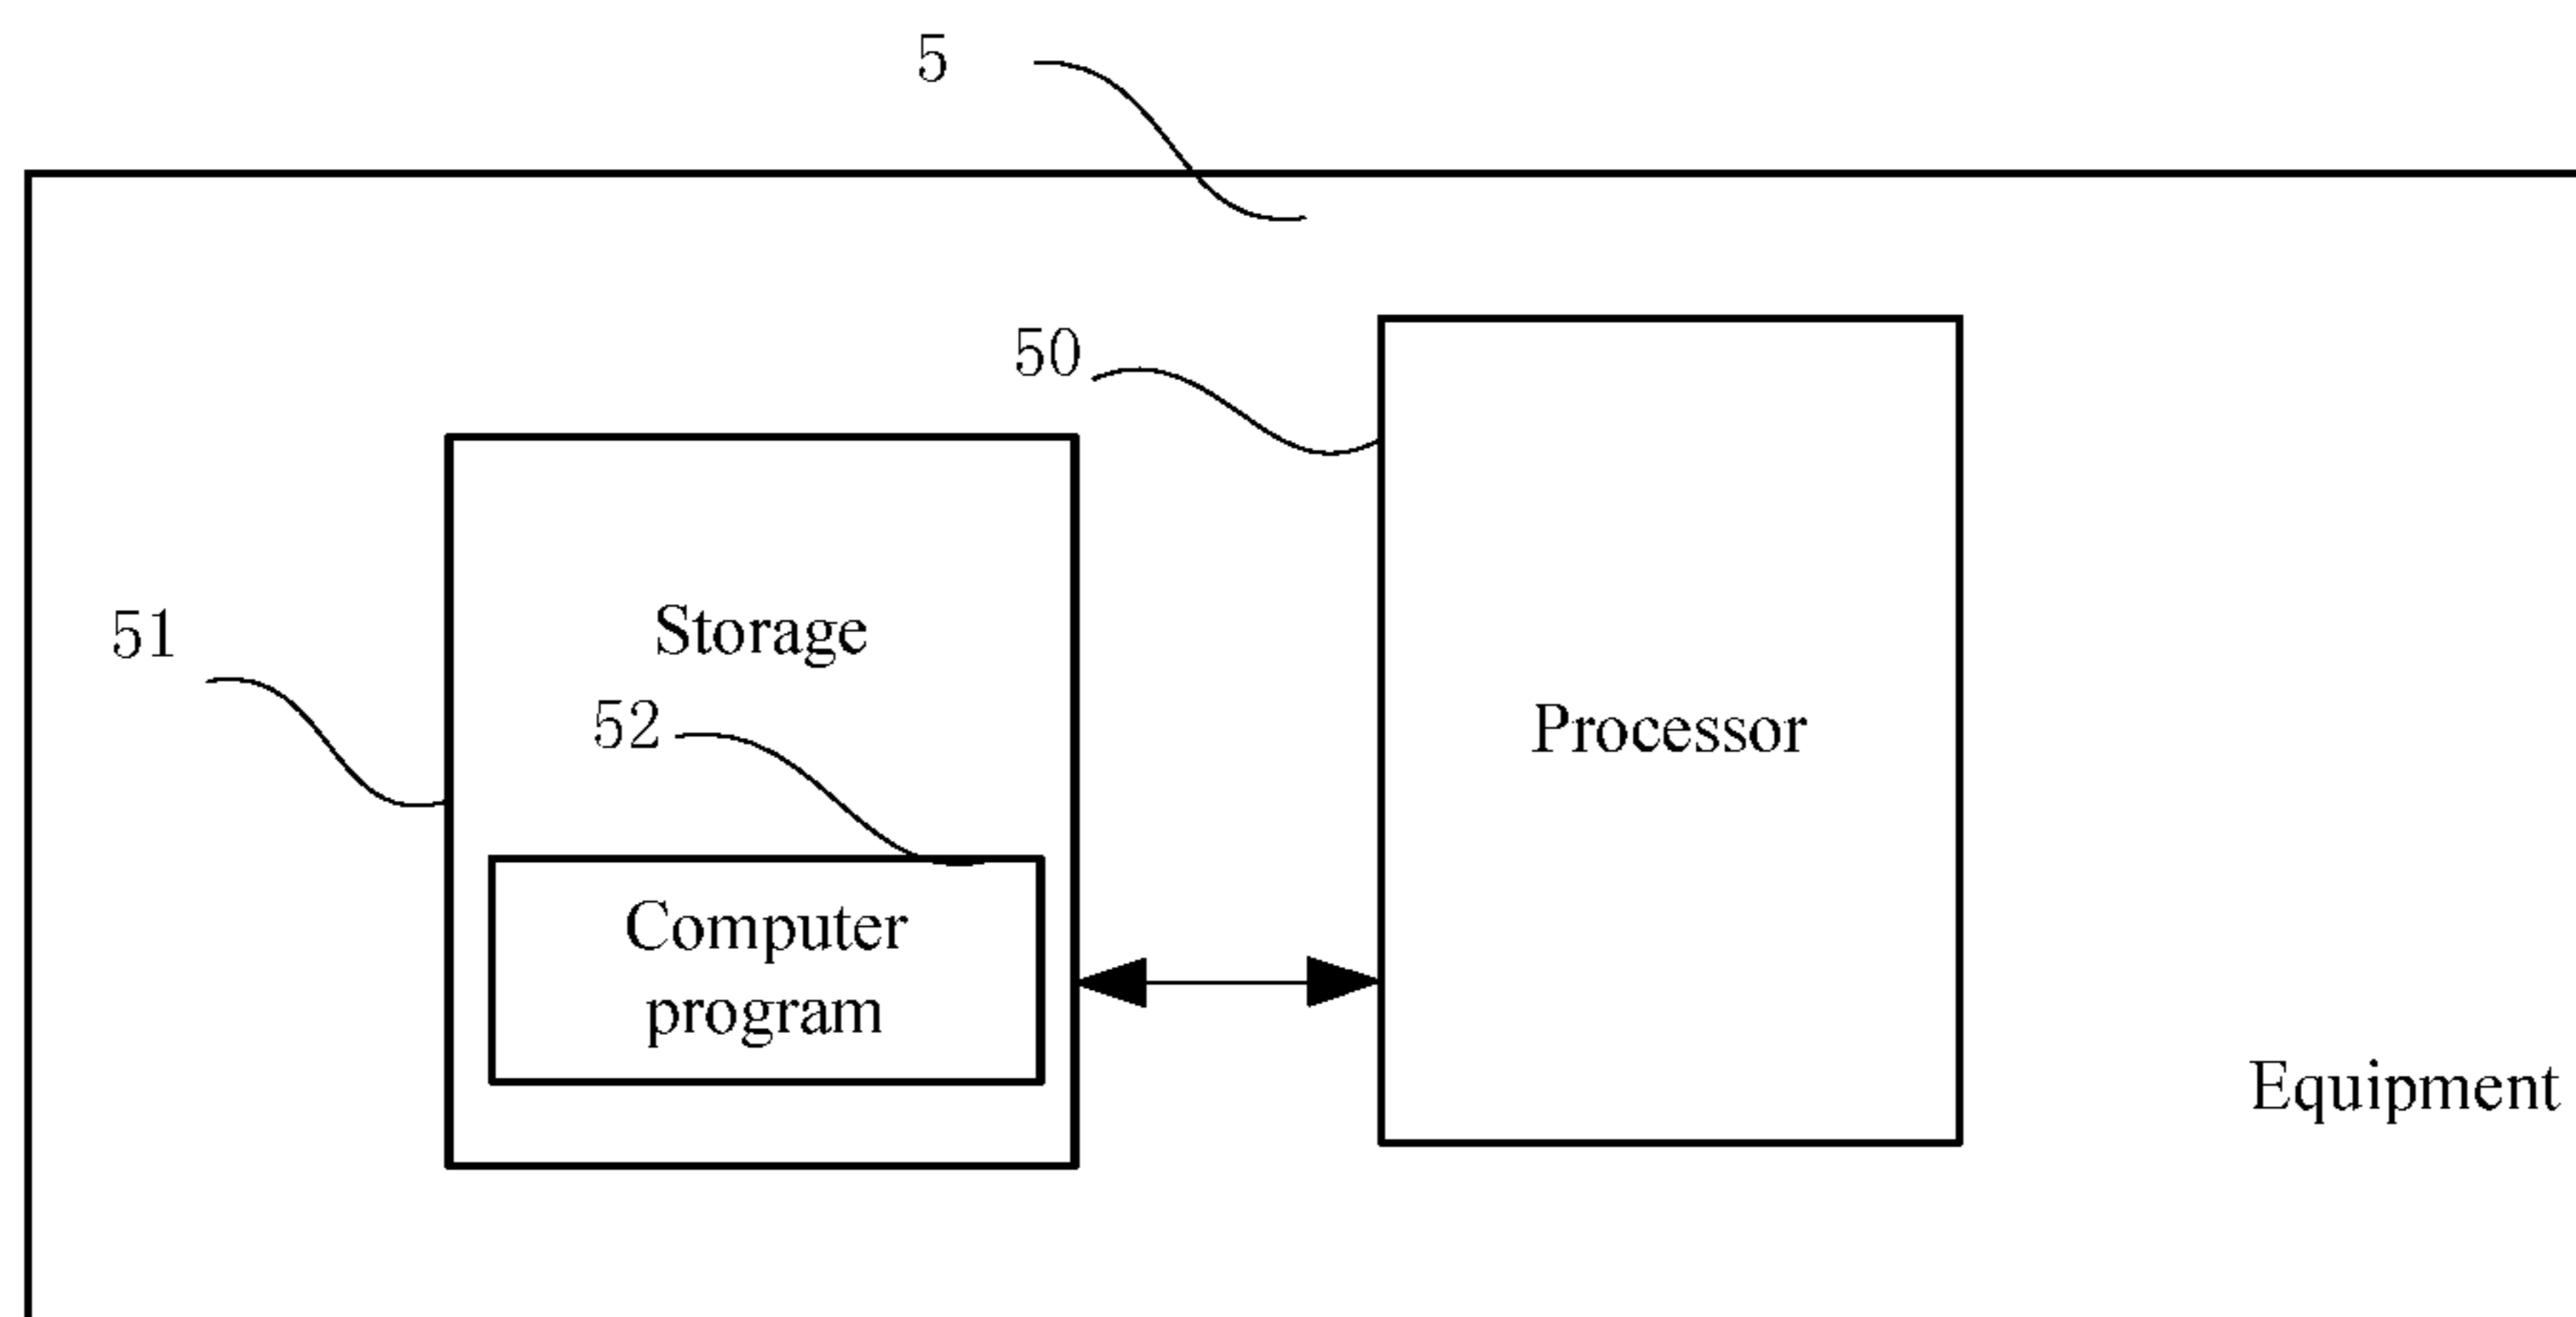 5
50
51
Storage
52
Processor
Computer
program
Equipment